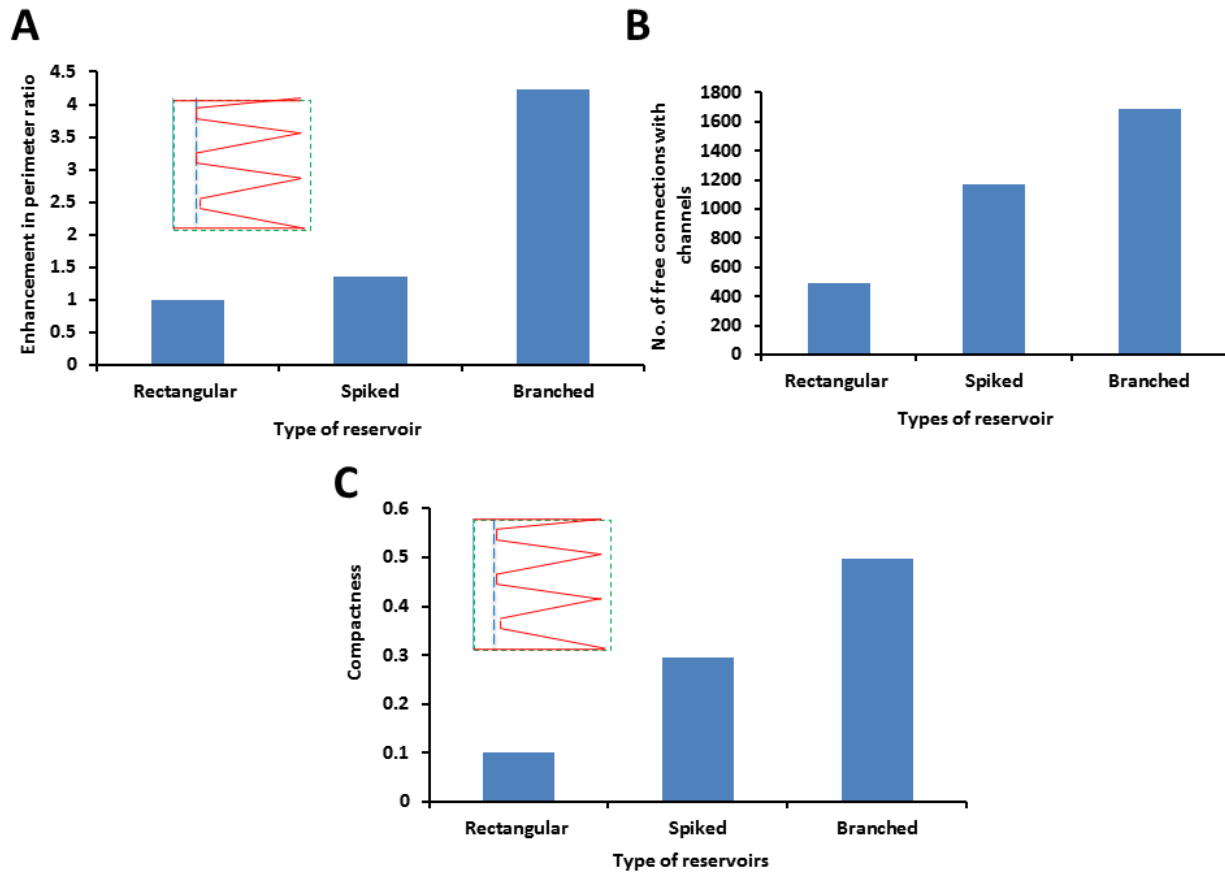 A
Enhancement in perimeter ratio
4.5
4
3.5
3
2.5
2
1.5
1
0.5
0
Rectangular
Spiked
Branched
Type of reservoir
B
No. of free connections with
channels
1800
1600
1400
1200
1000
800
600
400
200
0
Rectangular
Spiked
Branched
Types of reservoir
C
Compactness
0.6
0.5
0.4
0.3
0.2
0.1
0
Rectangular
Spiked
Branched
Type of reservoirs